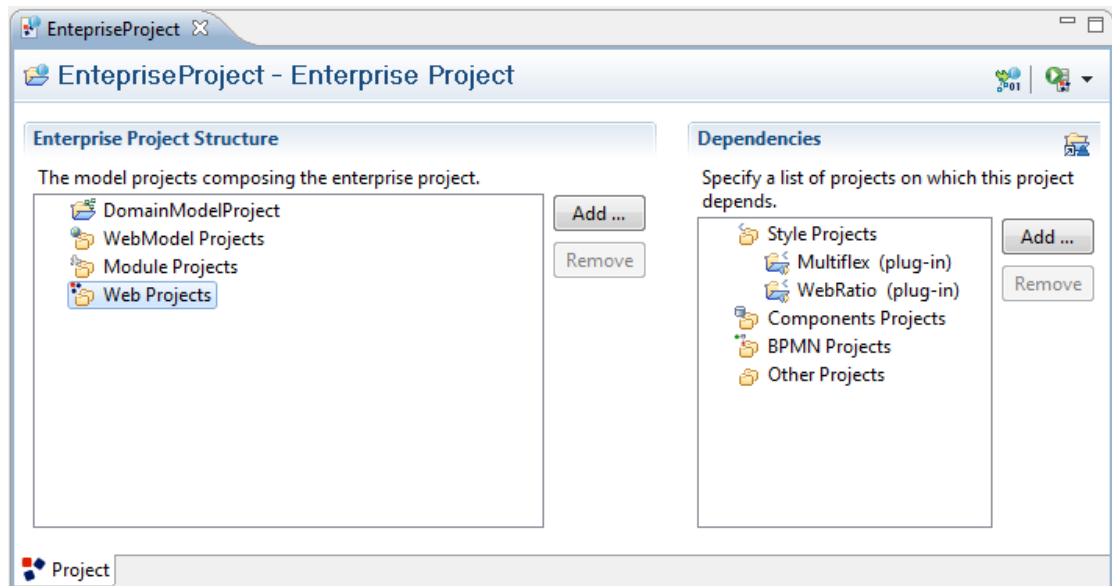 EntepriseProject
EntepriseProject - Enterprise Project
01
Enterprise Project Structure
The model projects composing the enterprise project.
DomainModelProject
WebModel Projects
Module Projects
Web Projects
Add ...
Remove
Dependencies
Specify a list of projects on which this project
depends.
Style Projects
Multiflex (plug-in)
WebRatio (plug-in)
Components Projects
BPMN Projects
Other Projects
Add ...
Remove
Project